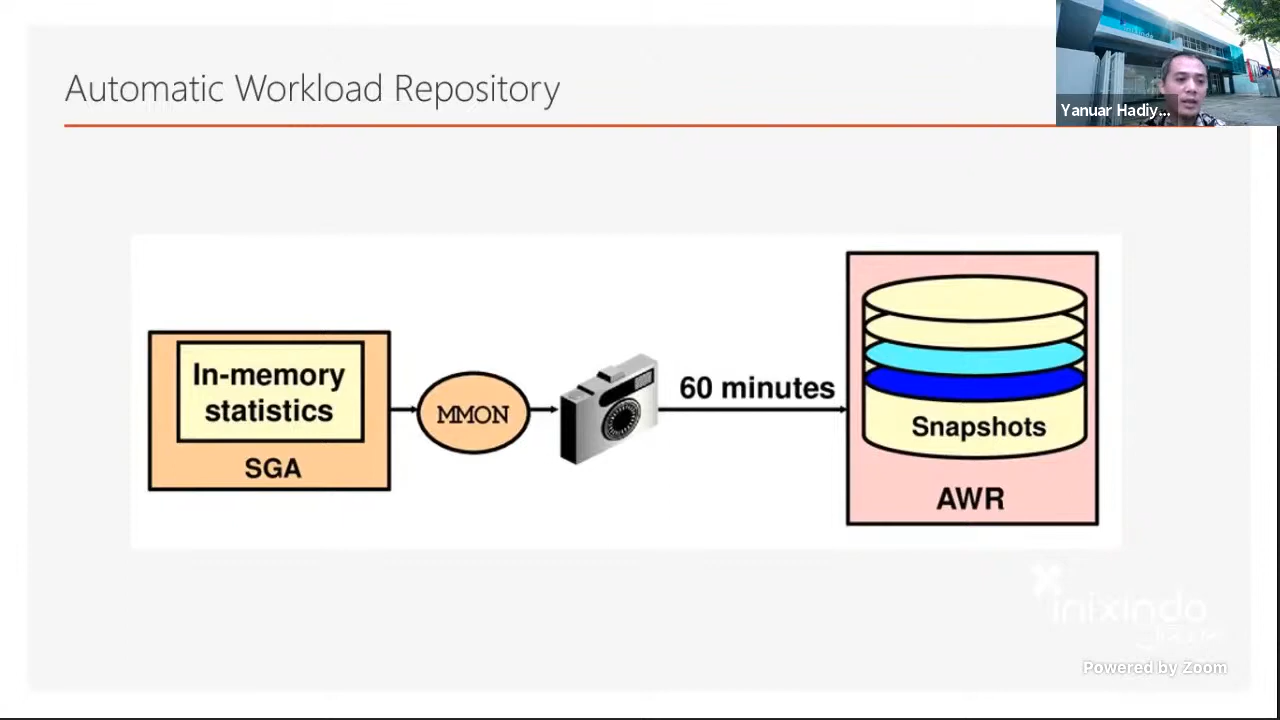 Automatic Workload Repository
Yanuar Hadiy...
In-memory
statistics
SGA
MMON
60 minutes
Snapshots
AWR
inixindo
Powered by Zoom